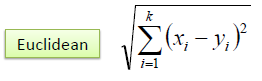 Euclidean
√(∑_{i=1}^{k} (x_i − y_i)^2)